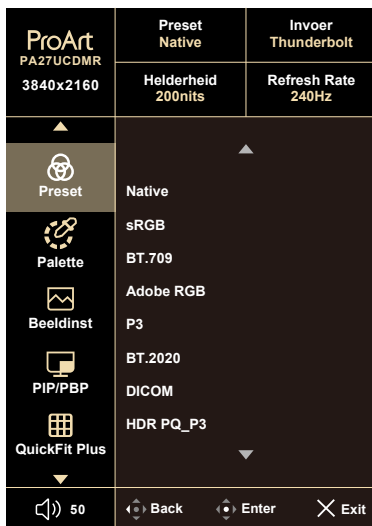 ProArt
PA27UCDMR
3840x2160
Preset
Native
Invoer
Thunderbolt
Helderheid
200nits
Refresh Rate
240Hz
Preset
Palette
Beeldinst
PIP/PBP
QuickFit Plus
Native
sRGB
BT.709
Adobe RGB
P3
BT.2020
DICOM
HDR PQ_P3
50
Back
Enter
Exit